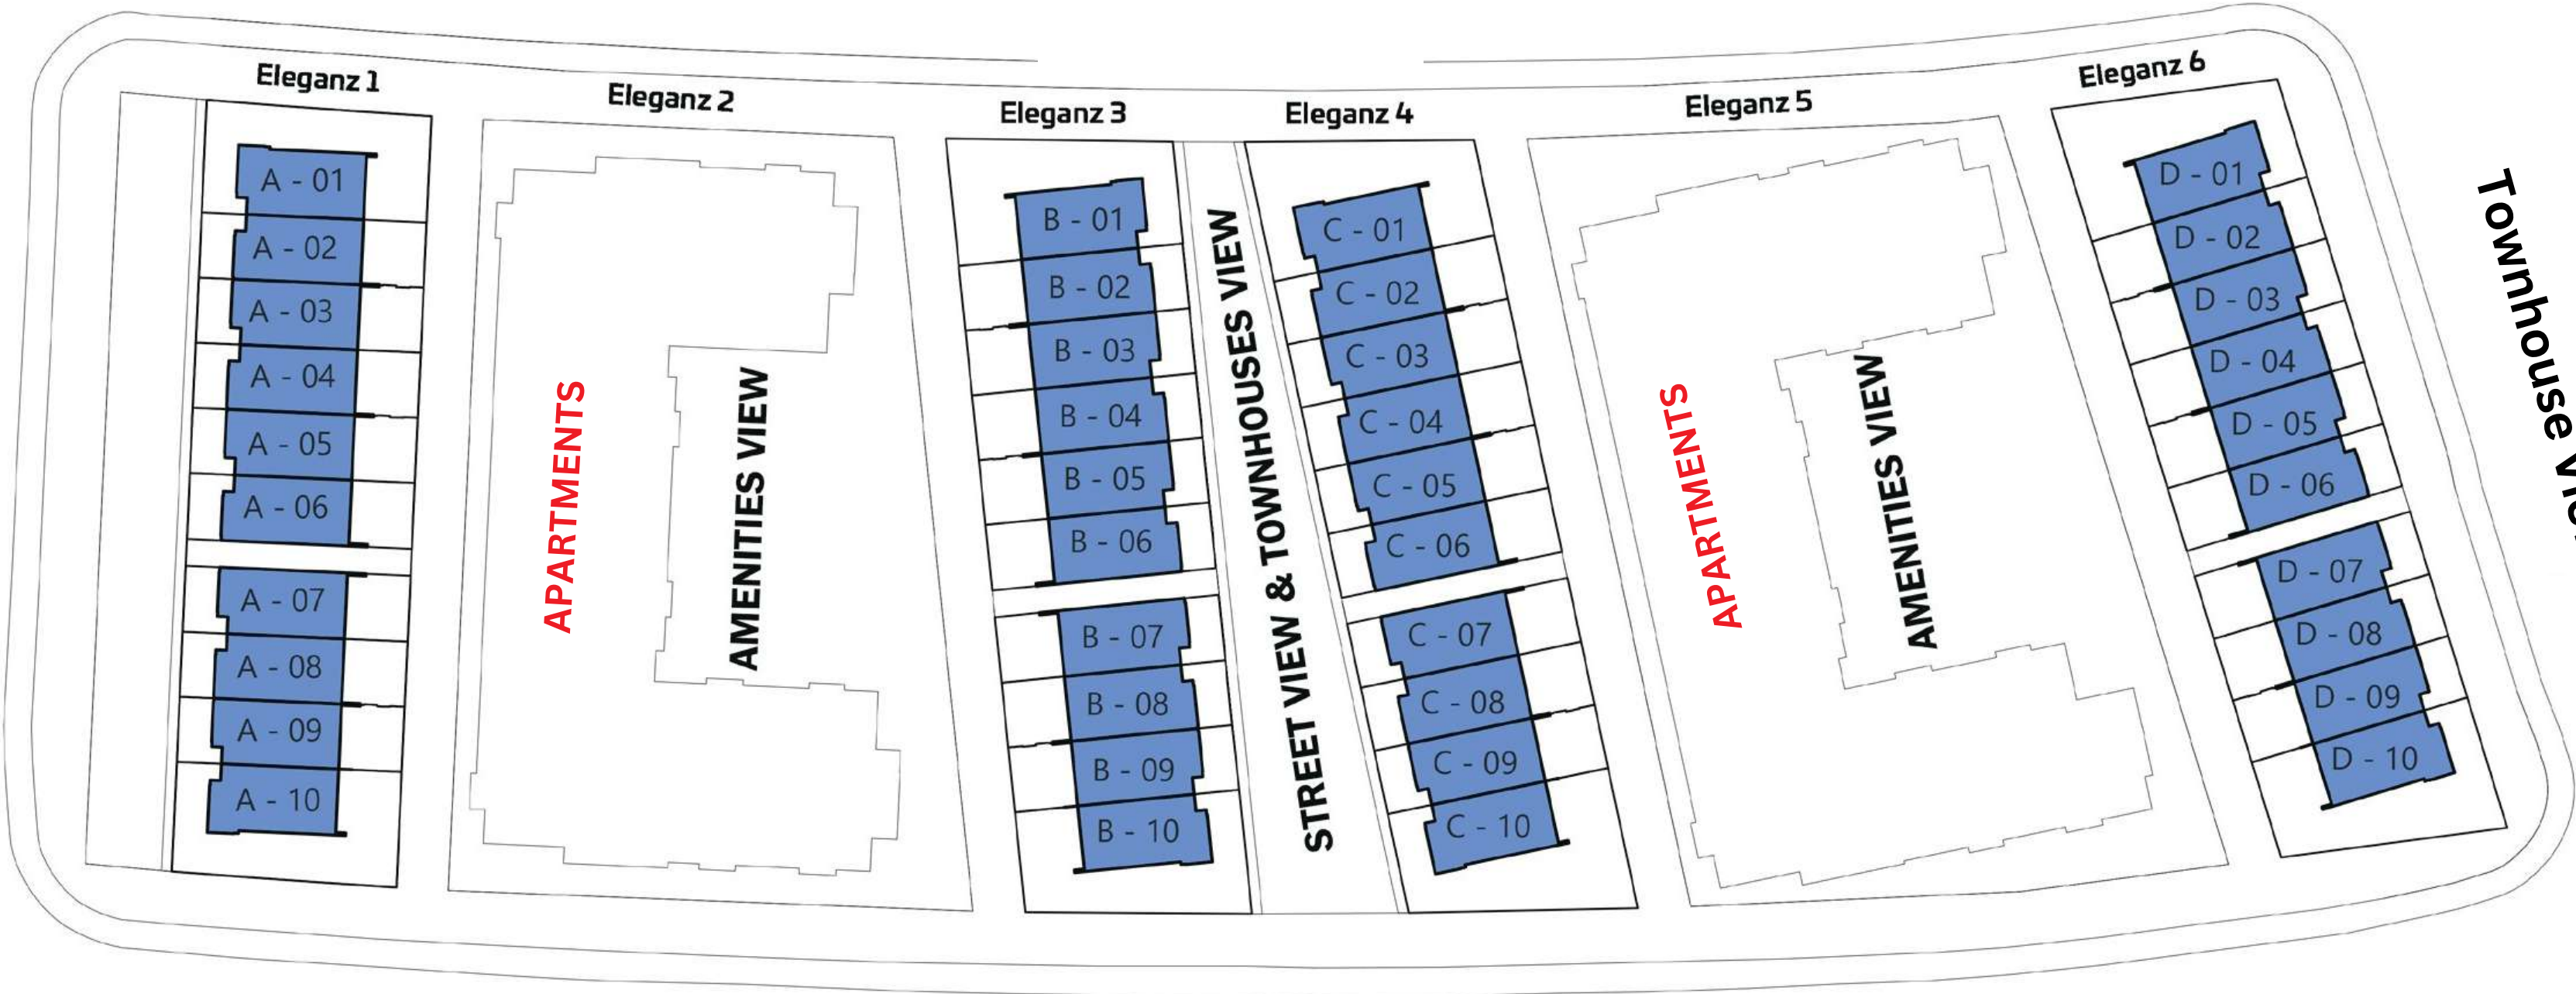 Eleganz 1
Eleganz 2
Eleganz 3
Eleganz 4
Eleganz 5
Eleganz 6
A - 01
A - 02
A - 03
A - 04
A - 05
A - 06
A - 07
A - 08
A - 09
A - 10
APARTMENTS
AMENITIES VIEW
B - 01
B - 02
B - 03
B - 04
B - 05
B - 06
B - 07
B - 08
B - 09
B - 10
STREET VIEW & TOWNHOUSES VIEW
C - 01
C - 02
C - 03
C - 04
C - 05
C - 06
C - 07
C - 08
C - 09
C - 10
APARTMENTS
AMENITIES VIEW
D - 01
D - 02
D - 03
D - 04
D - 05
D - 06
D - 07
D - 08
D - 09
D - 10
Townhouse